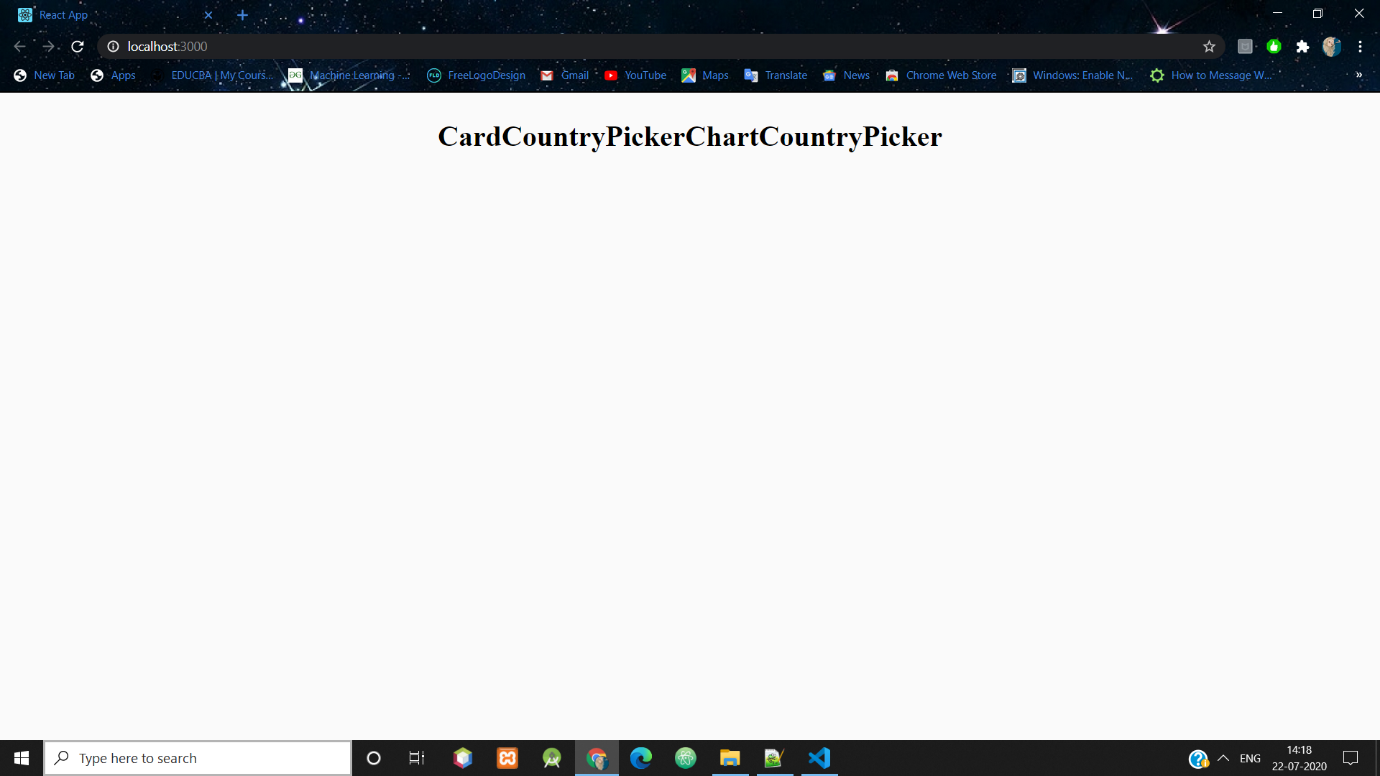 React App
localhost:3000
New Tab Apps EDUCBA | My Cours... Machine Learning -... FreeLogoDesign Gmail YouTube Maps Translate News Chrome Web Store Windows: Enable N... How to Message W...
CardCountryPickerChartCountryPicker
Type here to search
ENG
14:18
22-07-2020